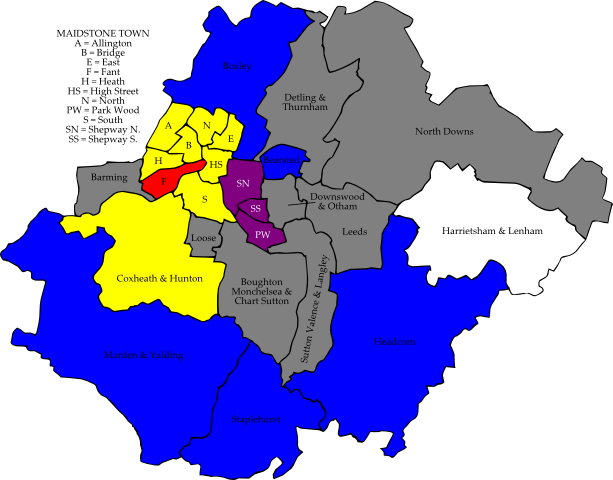 MAIDSTONE TOWN
A = Allington
B = Bridge
E = East
F = Fant
H = Heath
HS = High Street
N = North
PW = Park Wood
S = South
SN = Shepway N.
SS = Shepway S.
Boxley
Detling &
Thurnham
North Downs
A
N
B
E
H
HS
Bearsted
Barming
F
SN
S
SS
Downswood
& Otham
PW
Loose
Leeds
Harrietsham & Lenham
Coxheath & Hunton
Boughton
Monchelsea &
Chart Sutton
Sutton Valence & Langley
Marden & Yalding
Headcorn
Staplehurst